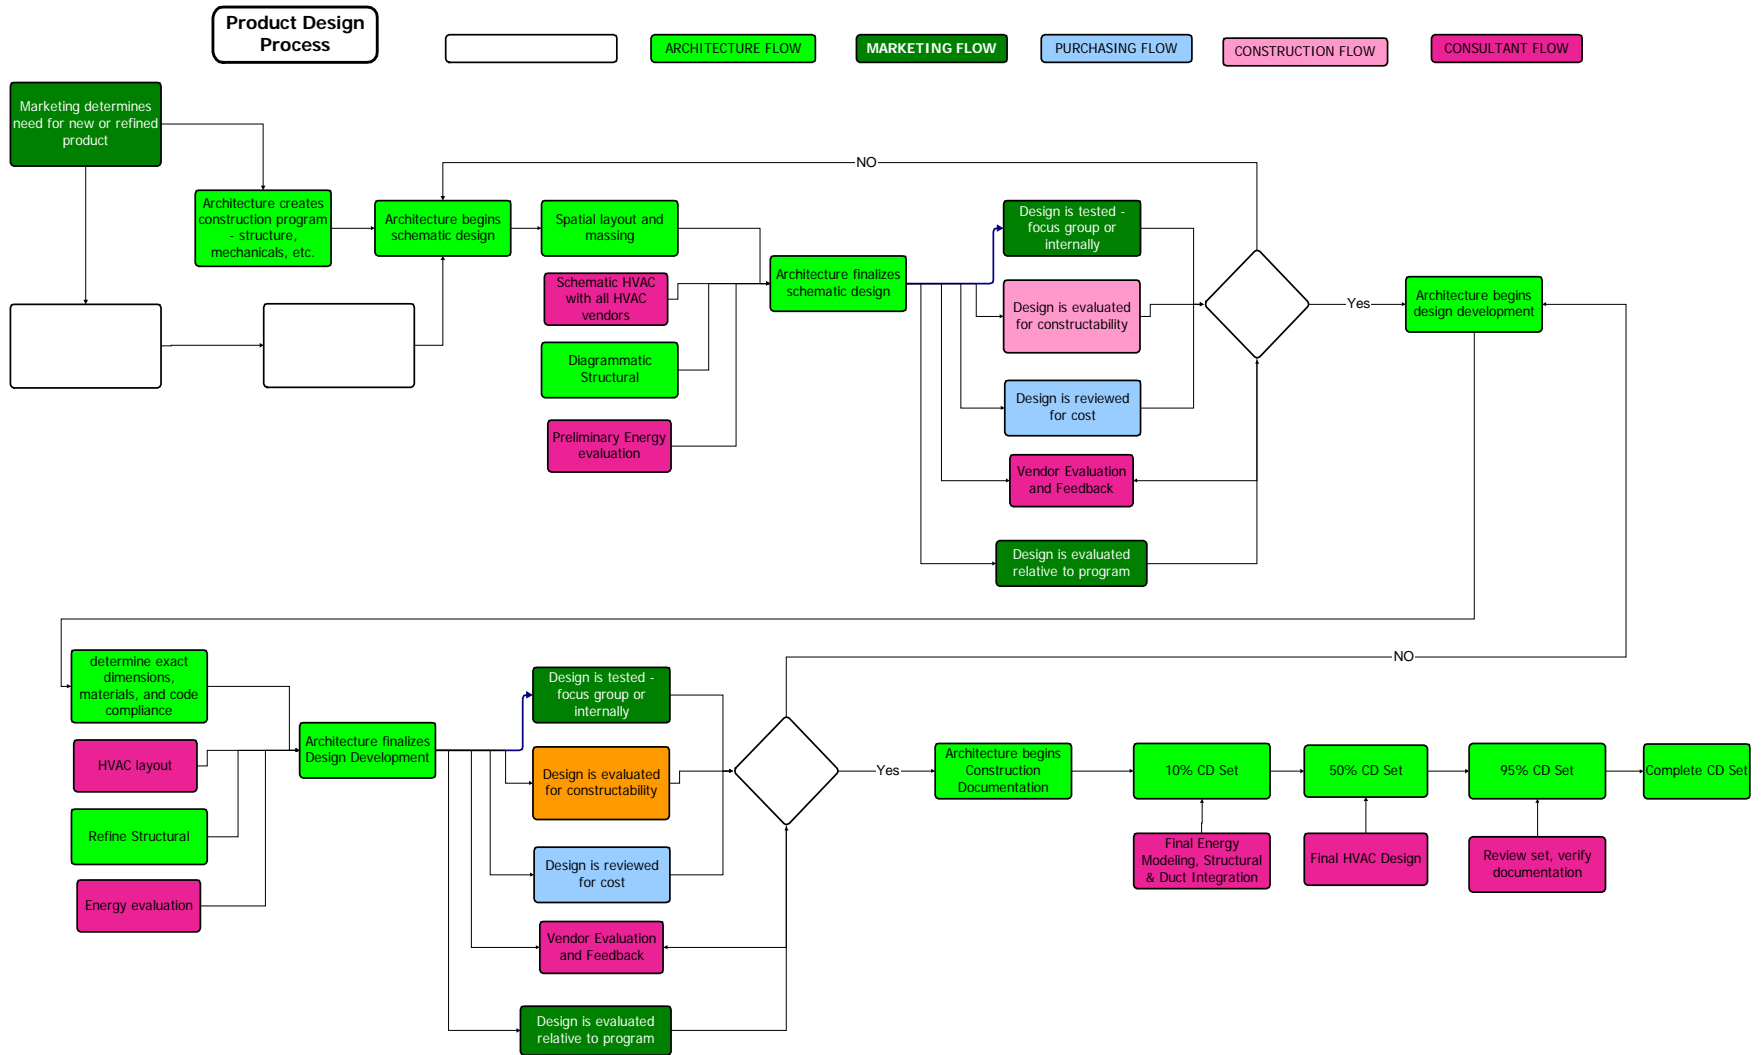 Product Design
Process
ARCHITECTURE FLOW
MARKETING FLOW
PURCHASING FLOW
CONSTRUCTION FLOW
CONSULTANT FLOW
Marketing determines
need for new or refined
product
NO
Architecture creates
construction program
- structure,
mechanicals, etc.
Architecture begins
schematic design
Spatial layout and
massing
Schematic HVAC
with all HVAC
vendors
Diagrammatic
Structural
Preliminary Energy
evaluation
Architecture finalizes
schematic design
Design is tested -
focus group or
internally
Design is evaluated
for constructability
Design is reviewed
for cost
Vendor Evaluation
and Feedback
Design is evaluated
relative to program
Yes
Architecture begins
design development
NO
determine exact
dimensions,
materials, and code
compliance
HVAC layout
Refine Structural
Energy evaluation
Architecture finalizes
Design Development
Design is tested -
focus group or
internally
Design is evaluated
for constructability
Design is reviewed
for cost
Vendor Evaluation
and Feedback
Design is evaluated
relative to program
Yes
Architecture begins
Construction
Documentation
10% CD Set
50% CD Set
95% CD Set
Complete CD Set
Final Energy
Modeling, Structural
& Duct Integration
Final HVAC Design
Review set, verify
documentation